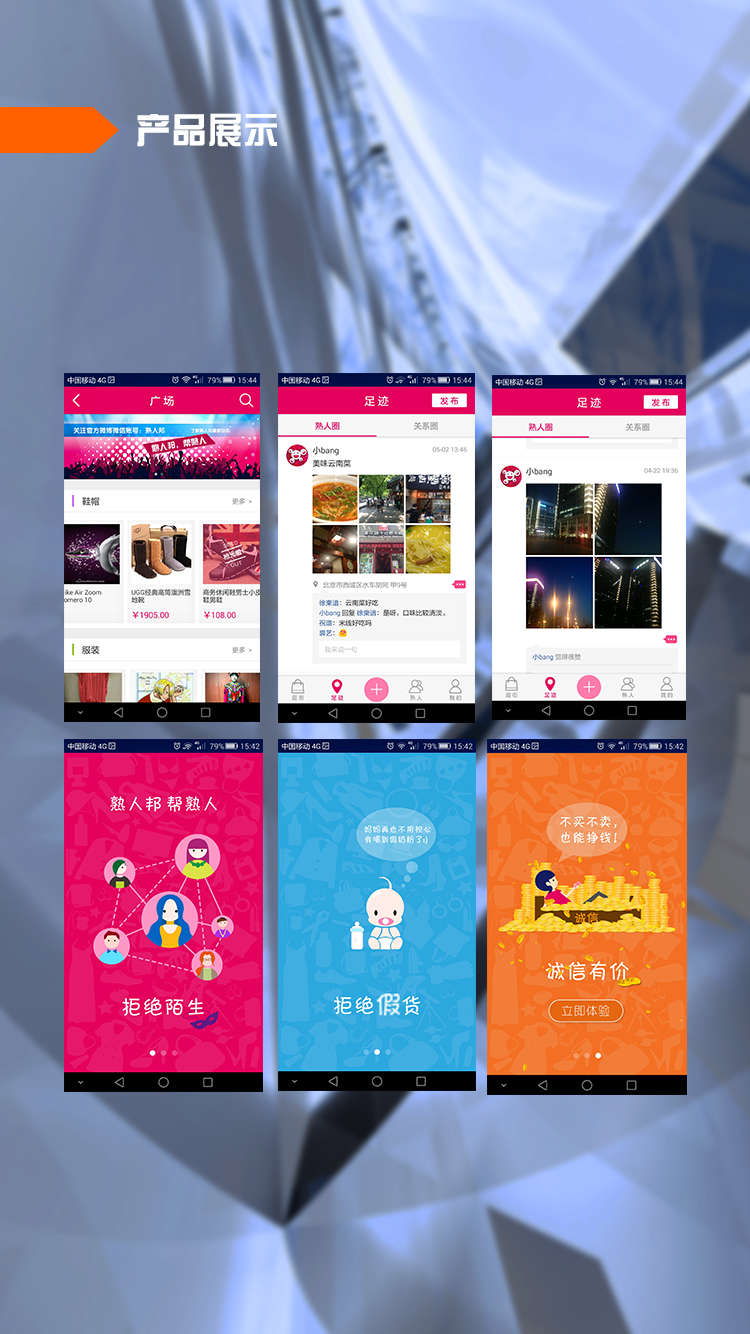 产品展示
中国移动 4G 79% 15:44
广场
关注官方微博微信账号：熟人邦
熟人邦，帮熟人
鞋帽
更多 >
ike Air Zoom
omero 10
UGG经典高筒澳洲雪
地靴
￥1905.00
商务休闲鞋男士小皮
鞋韩版
￥108.00
服装
更多 >
中国移动 4G 79% 15:44
足迹
发布
熟人圈
关系圈
小bang
05-02 13:46
美味云南菜
北京市西城区水车胡同 甲9号
徐東谵：云南菜好吃
小bang 回复 徐東谵：是呀，口味比较清淡。
祝谵：米线好吃吗
我来说一句
逛街
足迹
熟人
我的
中国移动 4G 79% 15:44
足迹
发布
熟人圈
关系圈
小bang
04-22 19:36
小bang 觉得很赞
逛街
足迹
熟人
我的
中国移动 4G 79% 15:42
熟人邦 帮熟人
拒绝陌生
中国移动 4G 79% 15:42
妈妈再也不用担心
我喝到假奶粉了:)
拒绝假货
中国移动 4G 79% 15:42
不买不卖，
也能挣钱！
诚信
诚信有价
立即体验